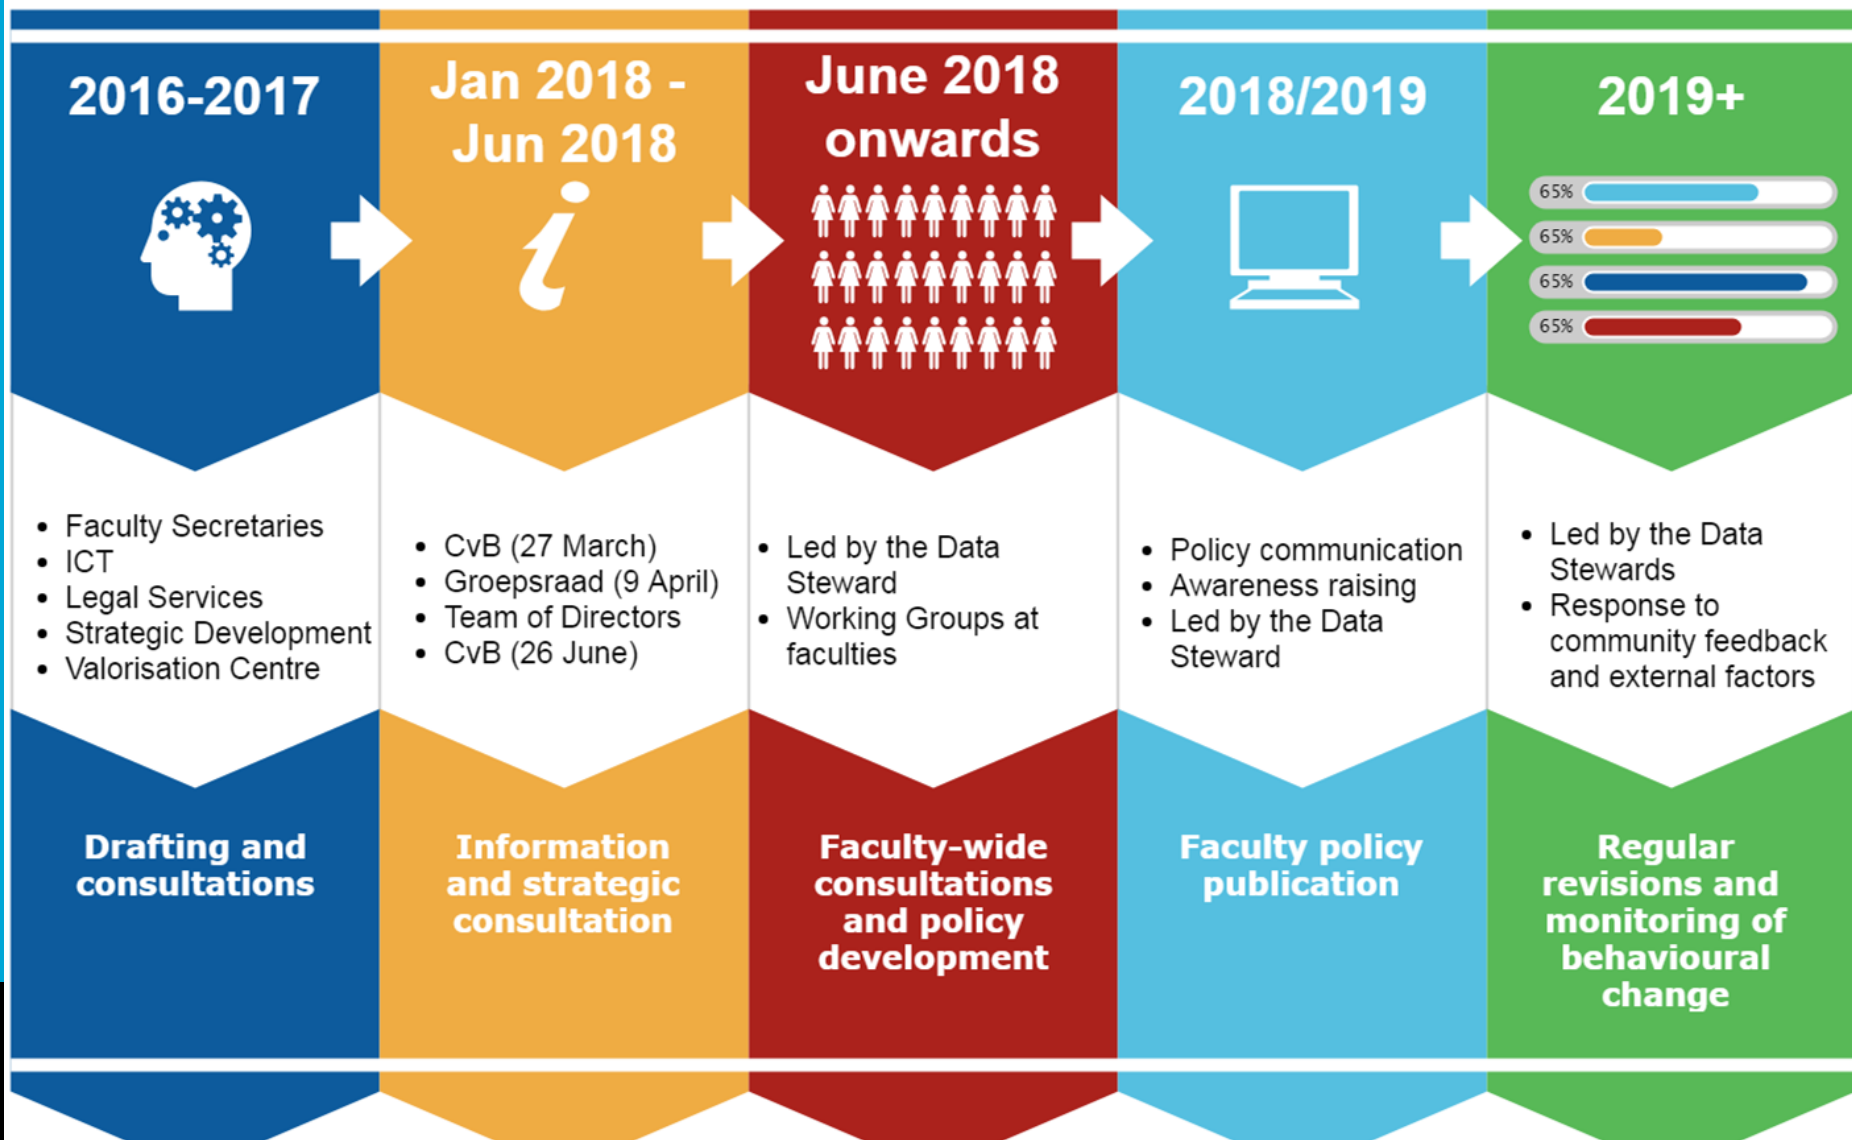 2016-2017
Jan 2018 -
Jun 2018
June 2018
onwards
2018/2019
2019+
65%
65%
65%
65%
• Faculty Secretaries
• ICT
• Legal Services
• Strategic Development
• Valorisation Centre
• CvB (27 March)
• Groepsraad (9 April)
• Team of Directors
• CvB (26 June)
• Led by the Data
Steward
• Working Groups at
faculties
• Policy communication
• Awareness raising
• Led by the Data
Steward
• Led by the Data
Stewards
• Response to
community feedback
and external factors
Drafting and
consultations
Information
and strategic
consultation
Faculty-wide
consultations
and policy
development
Faculty policy
publication
Regular
revisions and
monitoring of
behavioural
change